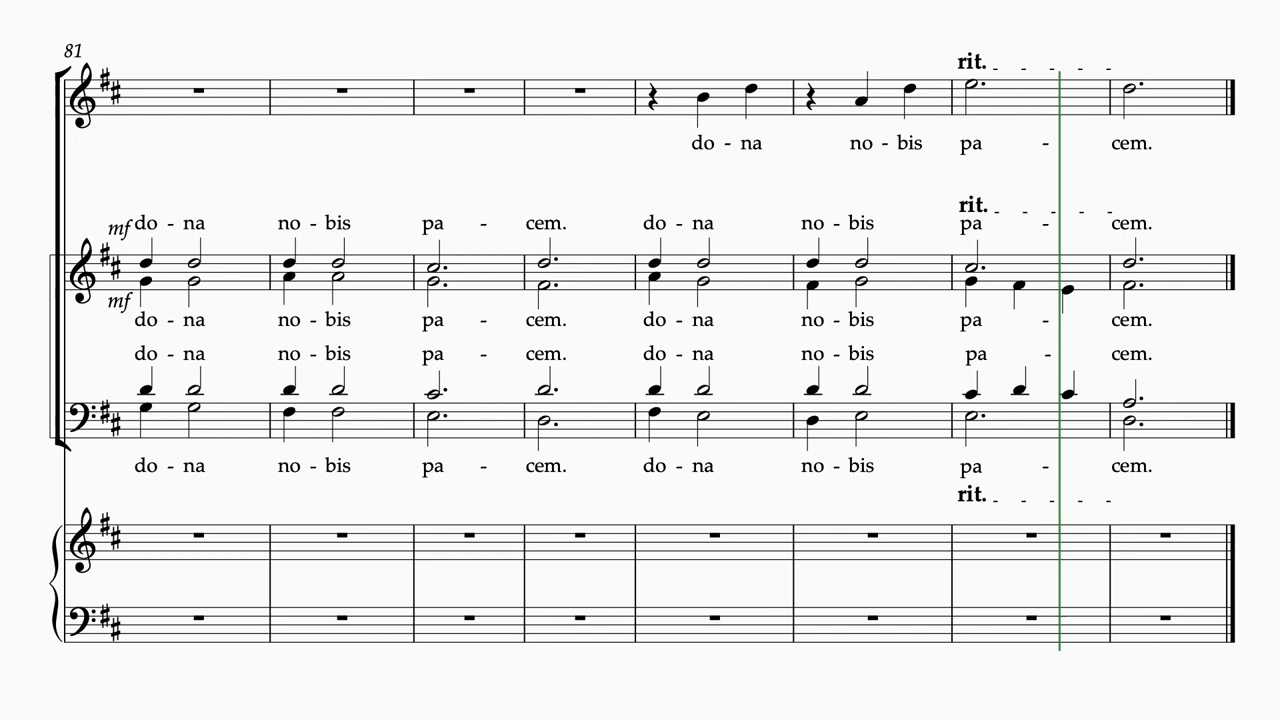 81
rit. - - - - -
do - na no - bis pa - cem.
rit. - - - - -
mf do - na no - bis pa - cem. do - na no - bis pa - cem.
mf
do - na no - bis pa - cem. do - na no - bis pa - cem.
do - na no - bis pa - cem. do - na no - bis pa - cem.
do - na no - bis pa - cem. do - na no - bis pa - cem.
rit. - - - - -